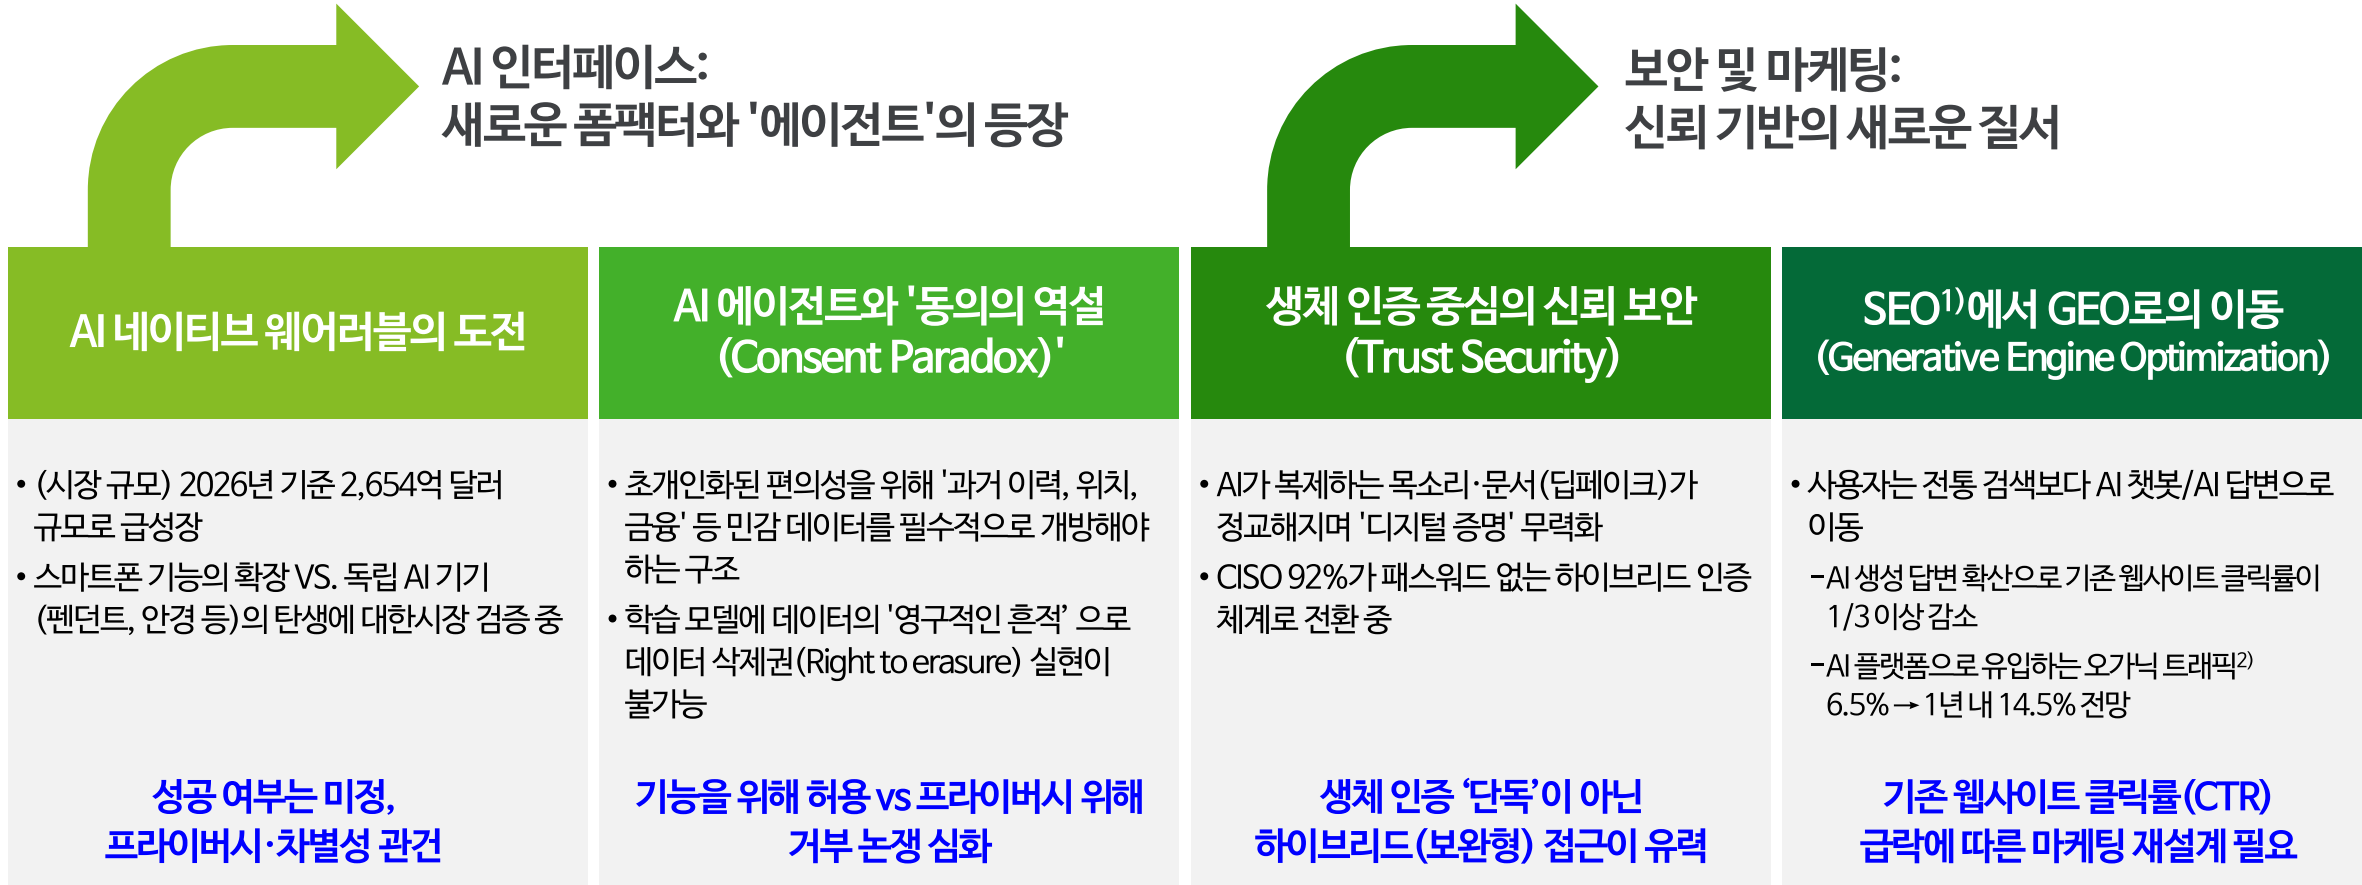 AI 인터페이스:
새로운 폼팩터와 '에이전트'의 등장
보안 및 마케팅:
신뢰 기반의 새로운 질서
AI 네이티브 웨어러블의 도전
• (시장 규모) 2026년 기준 2,654억 달러
규모로 급성장
• 스마트폰 기능의 확장 VS. 독립 AI 기기
(펜던트, 안경 등)의 탄생에 대한시장 검증 중
성공 여부는 미정,
프라이버시·차별성 관건
AI 에이전트와 '동의의 역설
(Consent Paradox)'
• 초개인화된 편의성을 위해 '과거 이력, 위치,
금융' 등 민감 데이터를 필수적으로 개방해야
하는 구조
• 학습 모델에 데이터의 '영구적인 흔적’ 으로
데이터 삭제권(Right to erasure) 실현이
불가능
기능을 위해 허용 vs 프라이버시 위해
거부 논쟁 심화
생체 인증 중심의 신뢰 보안
(Trust Security)
• AI가 복제하는 목소리·문서(딥페이크)가
정교해지며 '디지털 증명' 무력화
• CISO 92%가 패스워드 없는 하이브리드 인증
체계로 전환 중
생체 인증 ‘단독’이 아닌
하이브리드(보완형) 접근이 유력
SEO1)에서 GEO로의 이동
(Generative Engine Optimization)
• 사용자는 전통 검색보다 AI 챗봇/AI 답변으로
이동
–AI 생성 답변 확산으로 기존 웹사이트 클릭률이
1/3 이상 감소
–AI 플랫폼으로 유입하는 오가닉 트래픽2)
6.5% → 1년 내 14.5% 전망
기존 웹사이트 클릭률(CTR)
급락에 따른 마케팅 재설계 필요